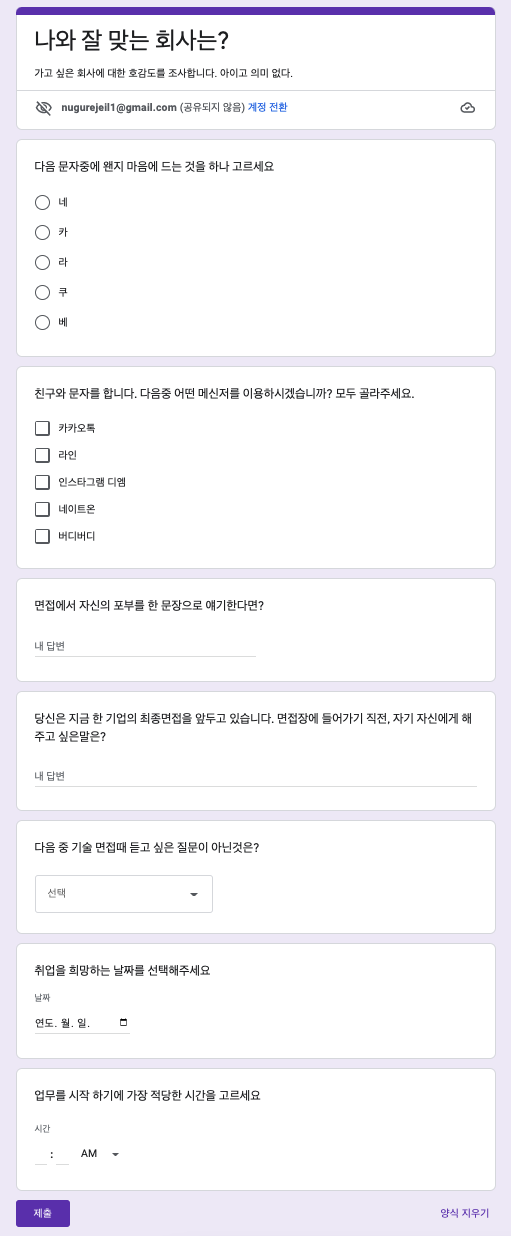 나와 잘 맞는 회사는?
가고 싶은 회사에 대한 호감도를 조사합니다. 아이고 의미 없다.
nugurejeil1@gmail.com (공유되지 않음) 계정 전환
다음 문자중에 왠지 마음에 드는 것을 하나 고르세요
네
카
라
쿠
베
친구와 문자를 합니다. 다음중 어떤 메신저를 이용하시겠습니까? 모두 골라주세요.
카카오톡
라인
인스타그램 디엠
네이트온
버디버디
면접에서 자신의 포부를 한 문장으로 얘기한다면?
내 답변
당신은 지금 한 기업의 최종면접을 앞두고 있습니다. 면접장에 들어가기 직전, 자기 자신에게 해
주고 싶은말은?
내 답변
다음 중 기술 면접때 듣고 싶은 질문이 아닌것은?
선택
취업을 희망하는 날짜를 선택해주세요
날짜
연도. 월. 일.
업무를 시작 하기에 가장 적당한 시간을 고르세요
시간
: AM
제출 양식 지우기